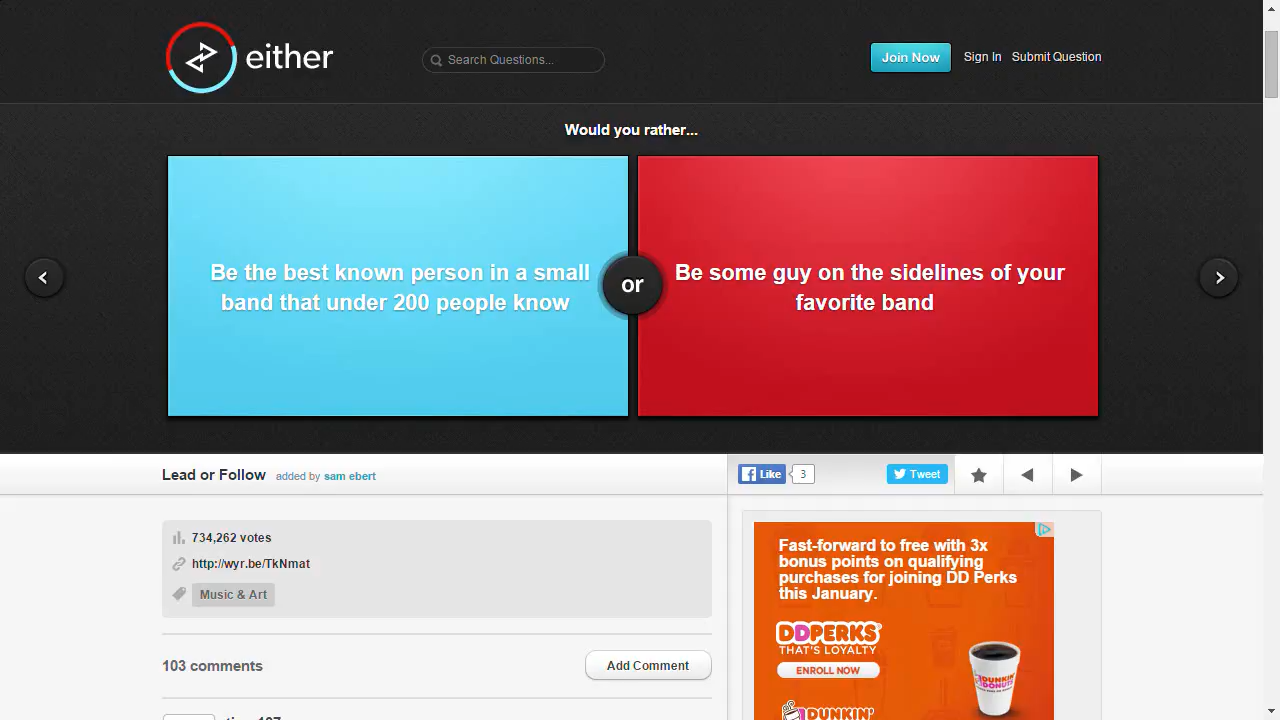 either
Search Questions...
Join Now
Sign In
Submit Question
Would you rather...
Be the best known person in a small
band that under 200 people know
or
Be some guy on the sidelines of your
favorite band
Lead or Follow
added by sam ebert
Like
3
Tweet
734,262 votes
http://wyr.be/TkNmat
Music & Art
103 comments
Add Comment
Fast-forward to free with 3x
bonus points on qualifying
purchases for joining DD Perks
this January.
DDPERKS
THAT'S LOYALTY
ENROLL NOW
DUNKIN'
DONUTS
DUNKIN'